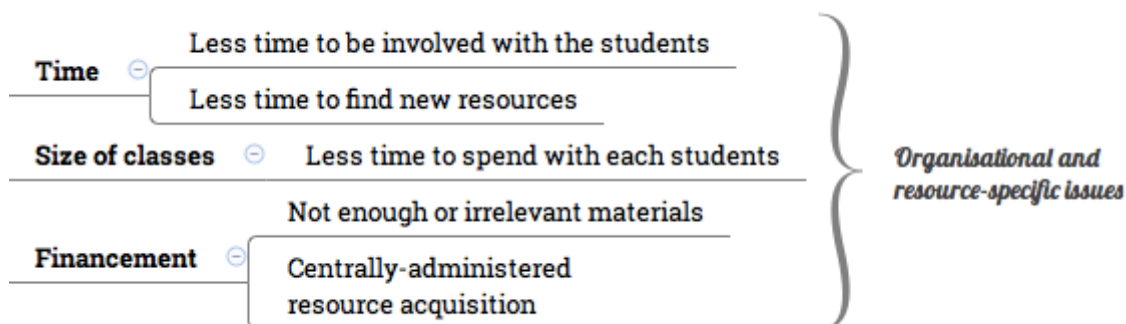 Time
Less time to be involved with the students
Less time to find new resources
Size of classes
Less time to spend with each students
Financement
Not enough or irrelevant materials
Centrally-administered
resource acquisition
Organisational and
resource-specific issues